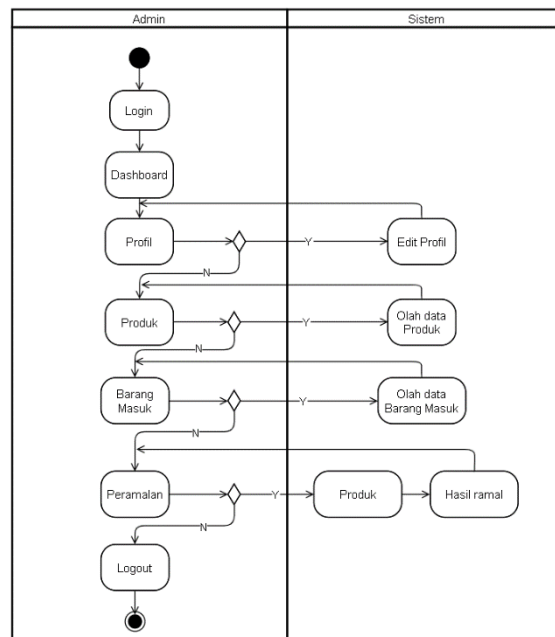 Admin
Sistem
Login
Dashboard
Profil
Y
Edit Profil
N
Produk
Y
Olah data
Produk
N
Barang
Masuk
Y
Olah data
Barang Masuk
N
Peramalan
Y
Produk
Hasil ramal
N
Logout